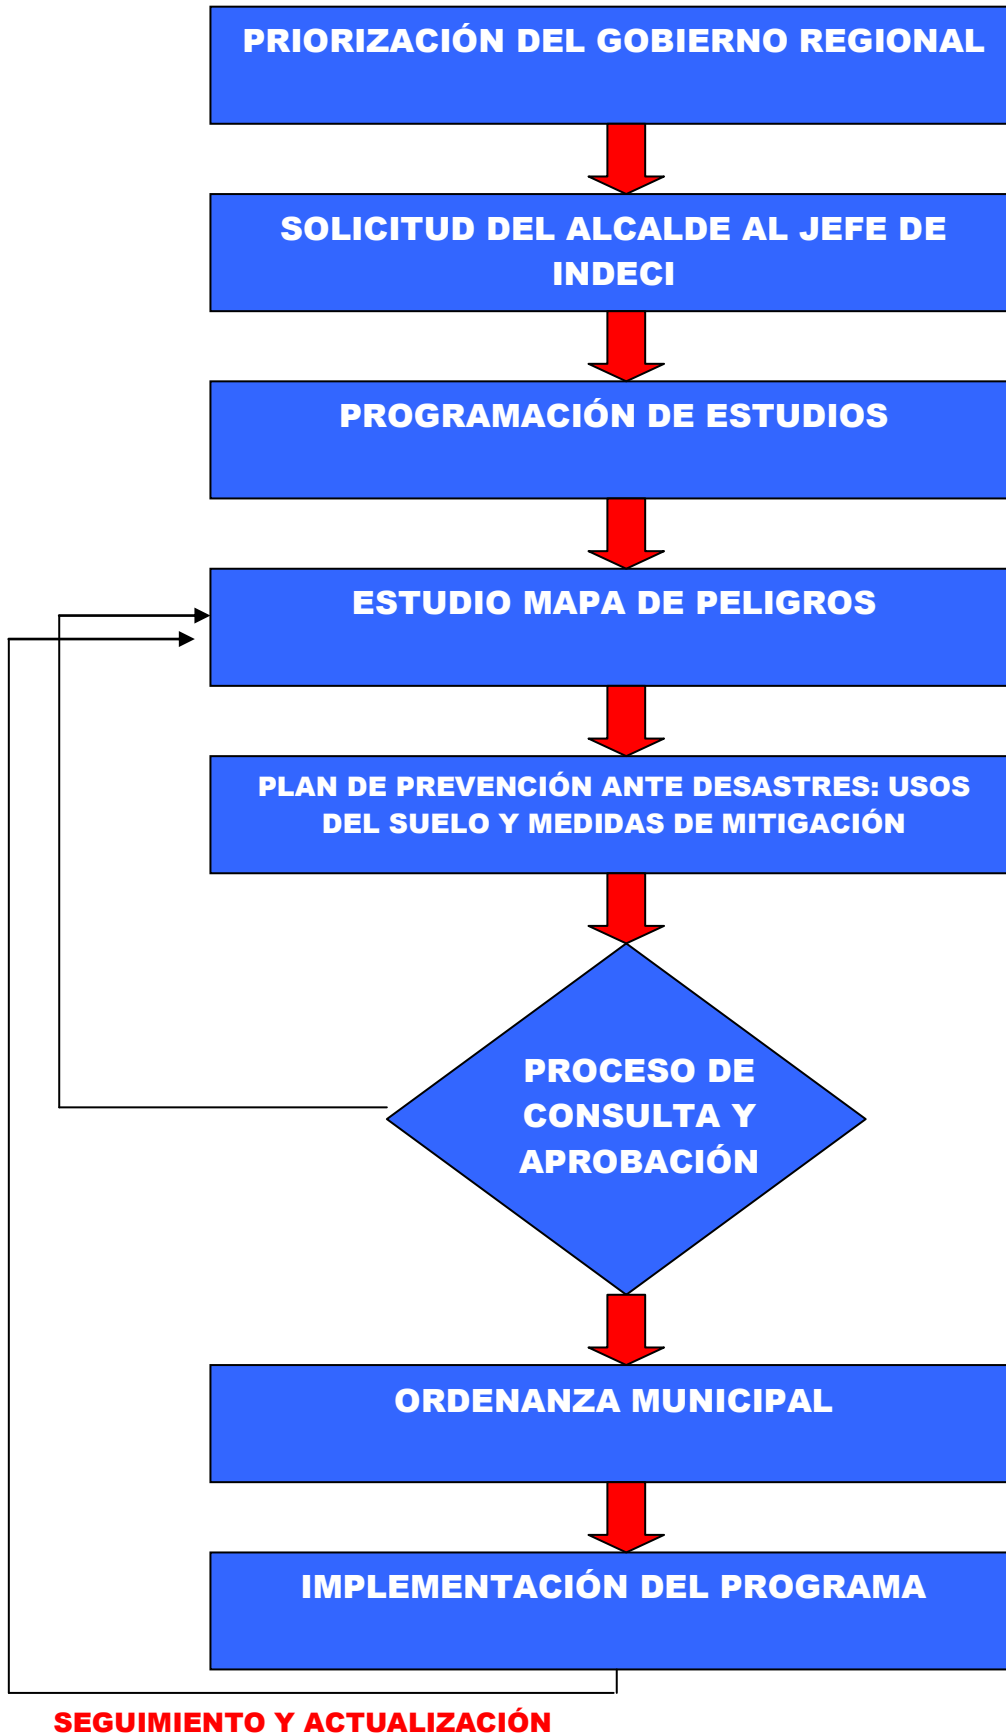 PRIORIZACIÓN DEL GOBIERNO REGIONAL
SOLICITUD DEL ALCALDE AL JEFE DE
INDECI
PROGRAMACIÓN DE ESTUDIOS
ESTUDIO MAPA DE PELIGROS
PLAN DE PREVENCIÓN ANTE DESASTRES: USOS
DEL SUELO Y MEDIDAS DE MITIGACIÓN
PROCESO DE
CONSULTA Y
APROBACIÓN
ORDENANZA MUNICIPAL
IMPLEMENTACIÓN DEL PROGRAMA
SEGUIMIENTO Y ACTUALIZACIÓN